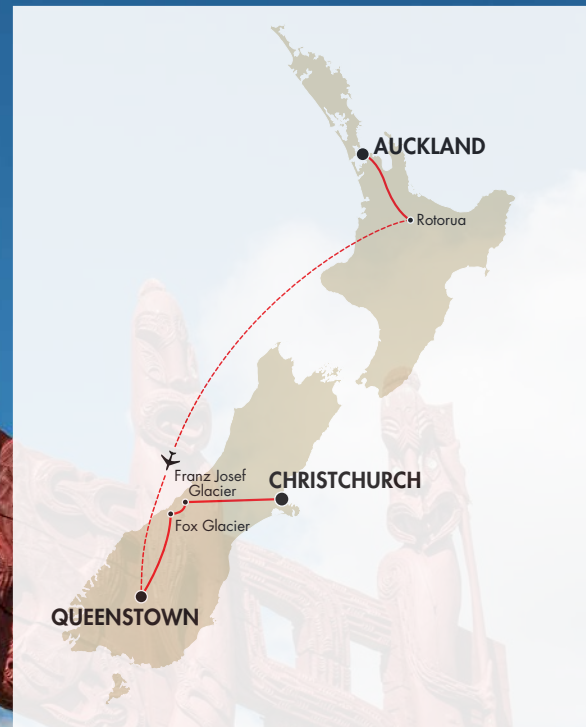 AUCKLAND
Rotorua
Franz Josef
Glacier
CHRISTCHURCH
Fox Glacier
QUEENSTOWN